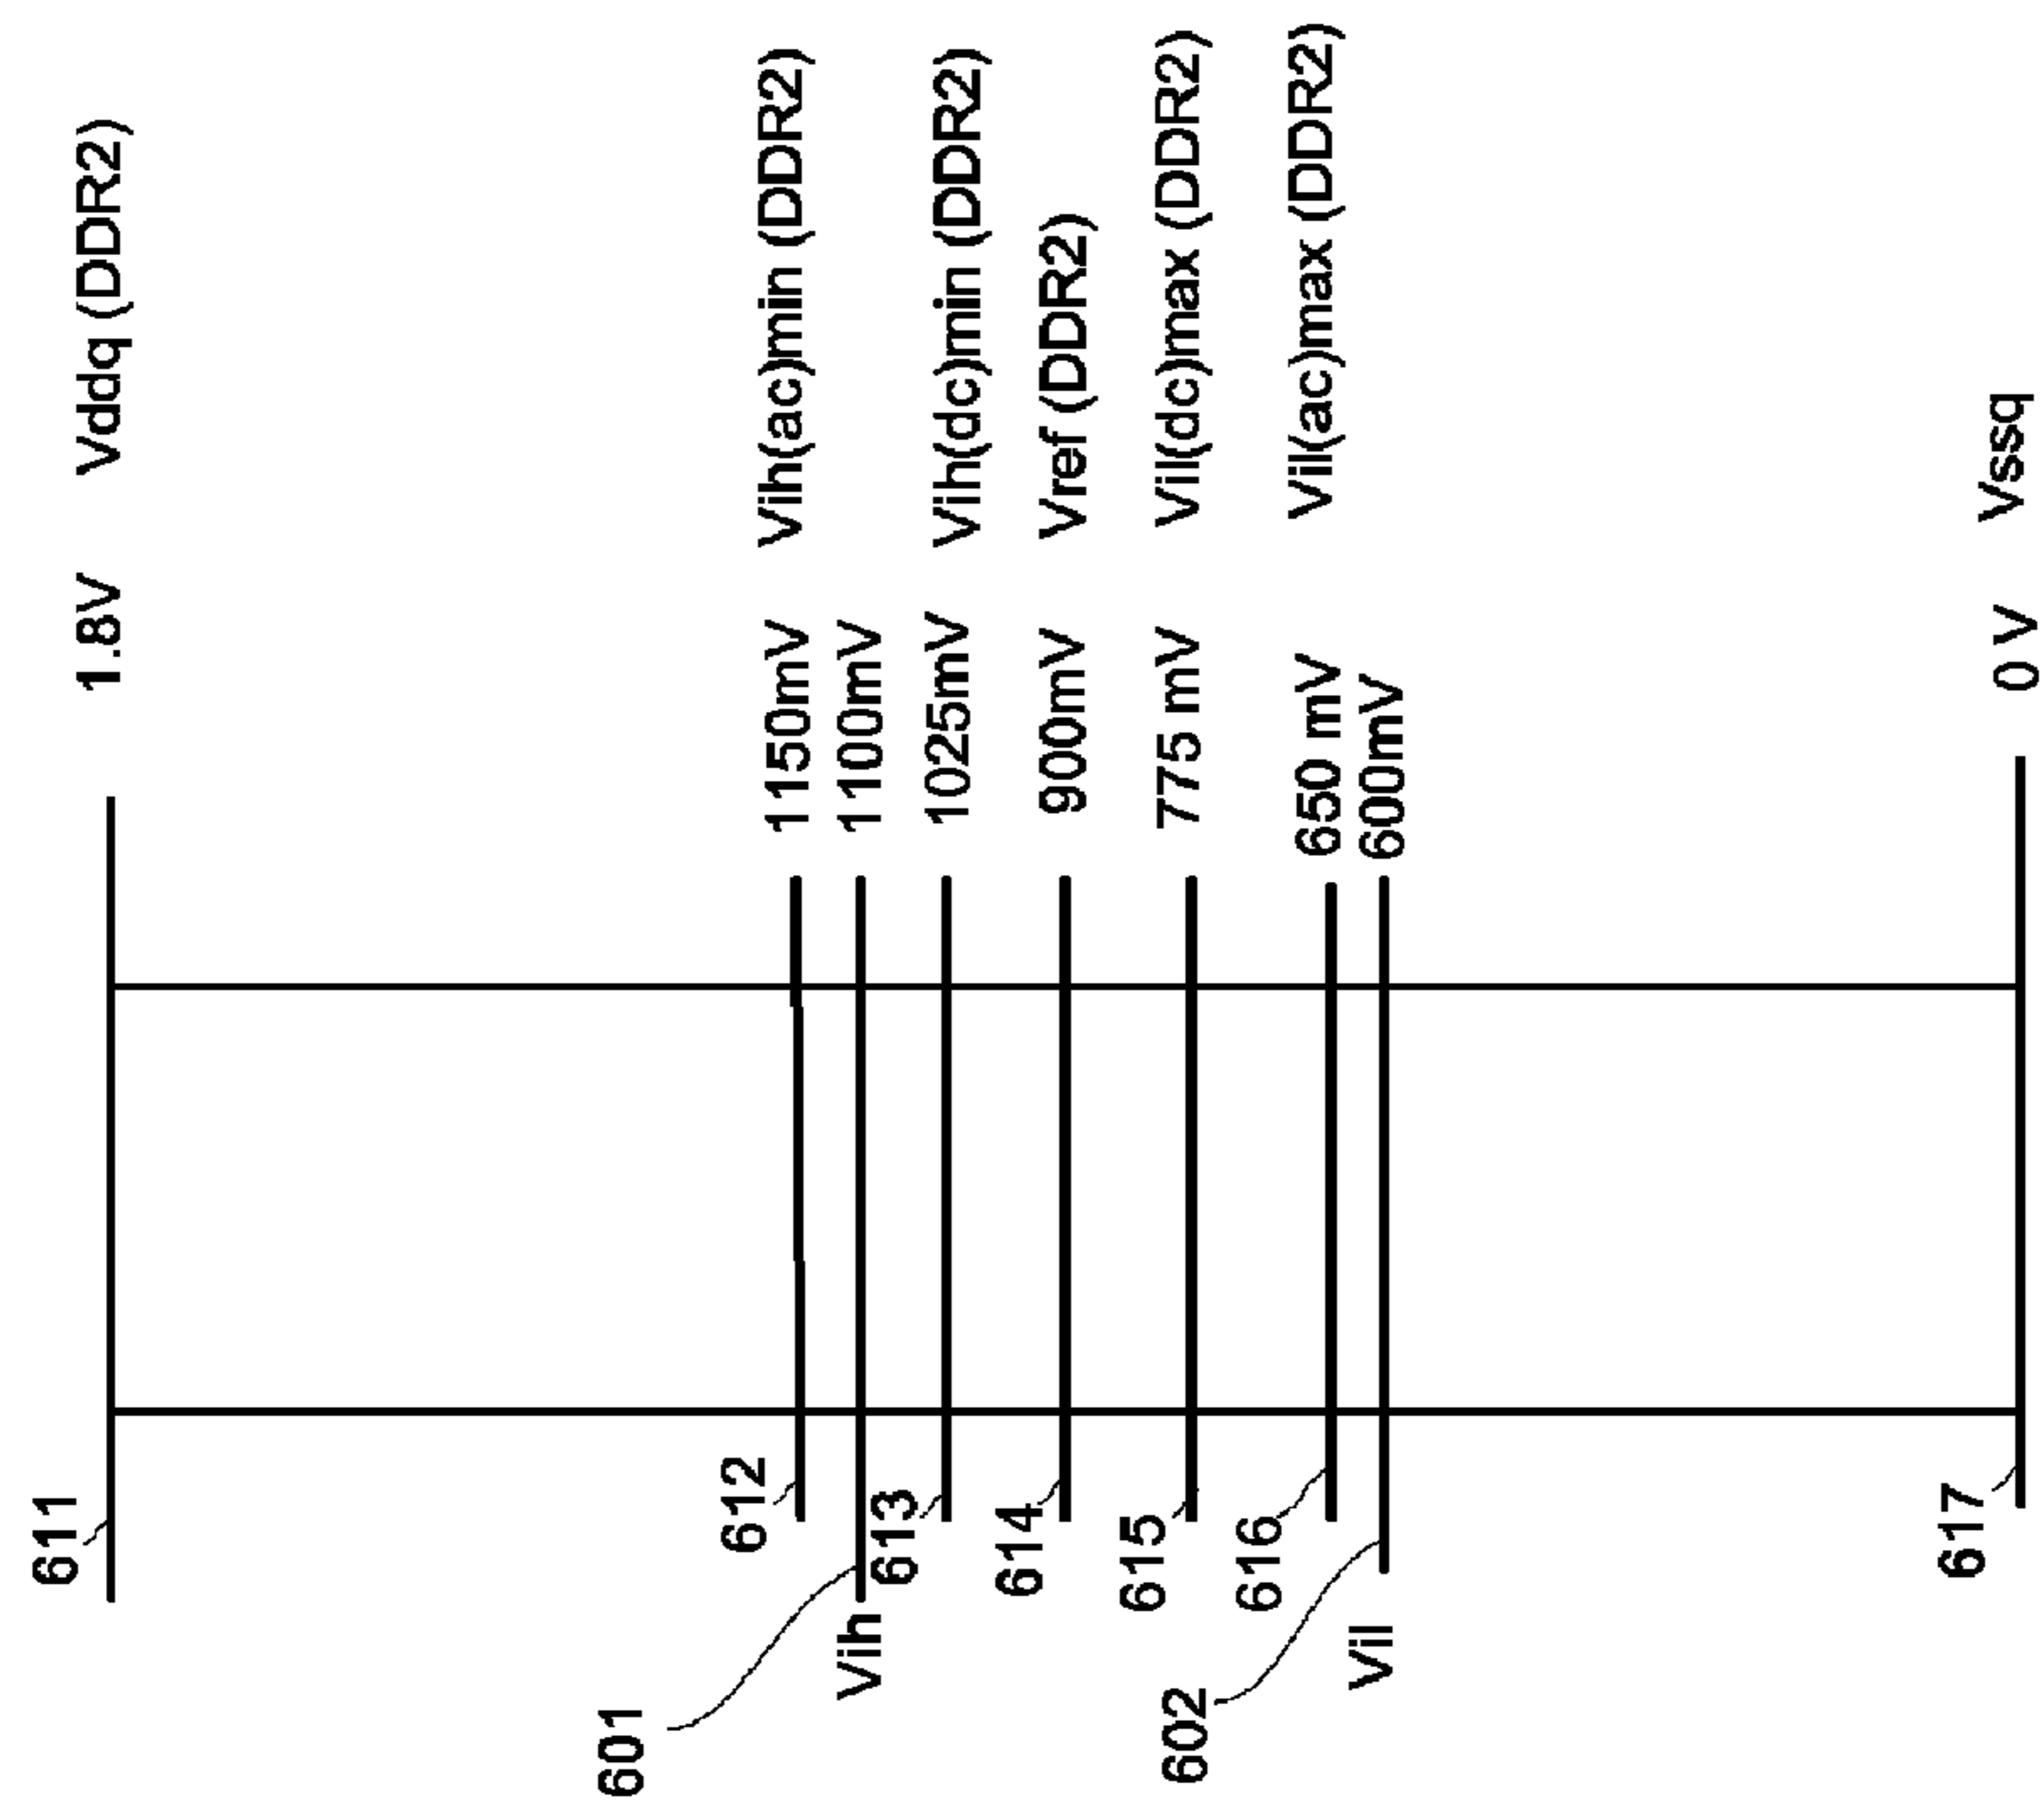 611 1.8V Vddq (DDR2)
612 1150mV Vih(ac)min (DDR2)
601 Vih 1100mV
613 1025mV Vih(dc)min (DDR2)
614 900mV Vref (DDR2)
615 775 mV Vil(dc)max (DDR2)
616 650 mV Vil(ac)max (DDR2)
602 Vil 600mV
617 0 V Vssq